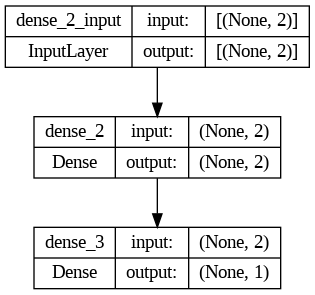 dense_2_input input: [(None, 2)]
InputLayer output: [(None, 2)]
dense_2 input: (None, 2)
Dense output: (None, 2)
dense_3 input: (None, 2)
Dense output: (None, 1)